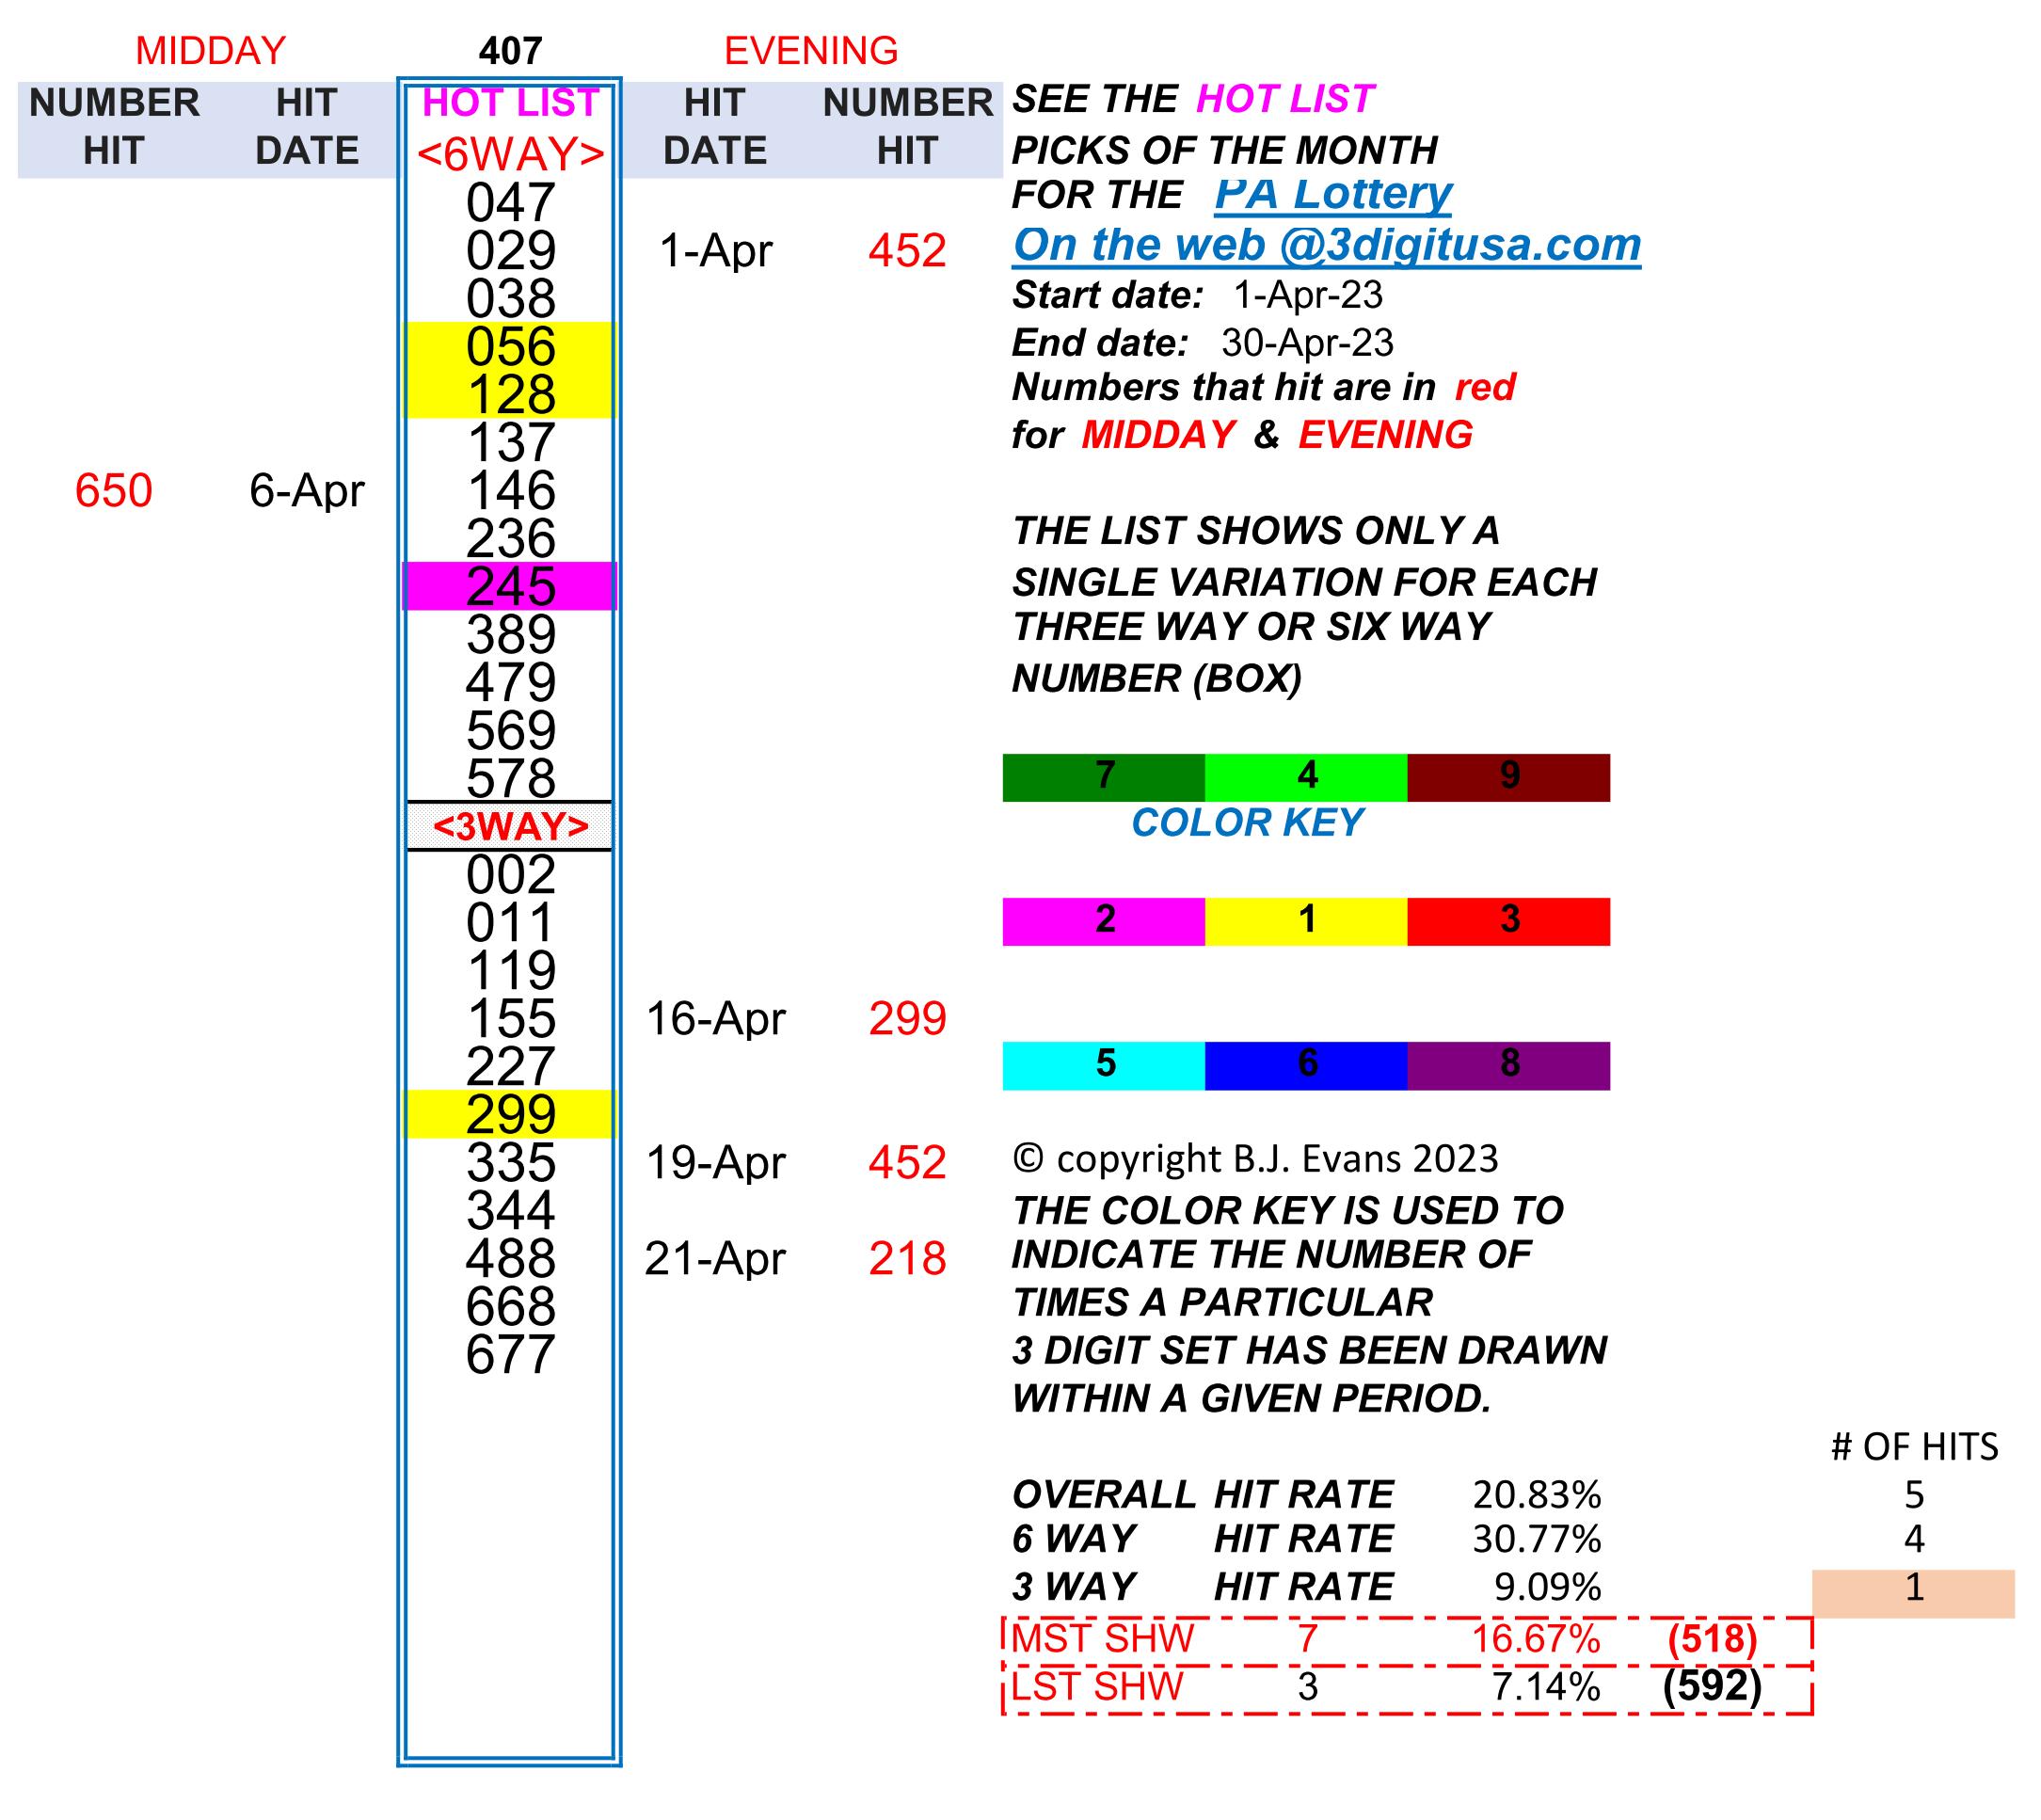 MIDDAY 407 EVENING
NUMBER HIT HOT LIST HIT NUMBER SEE THE HOT LIST
HIT DATE <6WAY> DATE HIT PICKS OF THE MONTH
047 FOR THE PA Lottery
029 1-Apr 452 On the web @3digitusa.com
038 Start date: 1-Apr-23
056 End date: 30-Apr-23
128 Numbers that hit are in red
137 for MIDDAY & EVENING
650 6-Apr 146
236 THE LIST SHOWS ONLY A
245 SINGLE VARIATION FOR EACH
389 THREE WAY OR SIX WAY
479 NUMBER (BOX)
569
578 7 4 9
<3WAY> COLOR KEY
002
011 2 1 3
119
155 16-Apr 299
227 5 6 8
299
335 19-Apr 452 © copyright B.J. Evans 2023
344 THE COLOR KEY IS USED TO
488 21-Apr 218 INDICATE THE NUMBER OF
668 TIMES A PARTICULAR
677 3 DIGIT SET HAS BEEN DRAWN
WITHIN A GIVEN PERIOD.
# OF HITS
OVERALL HIT RATE 20.83% 5
6 WAY HIT RATE 30.77% 4
3 WAY HIT RATE 9.09% 1
MST SHW 7 16.67% (518)
LST SHW 3 7.14% (592)